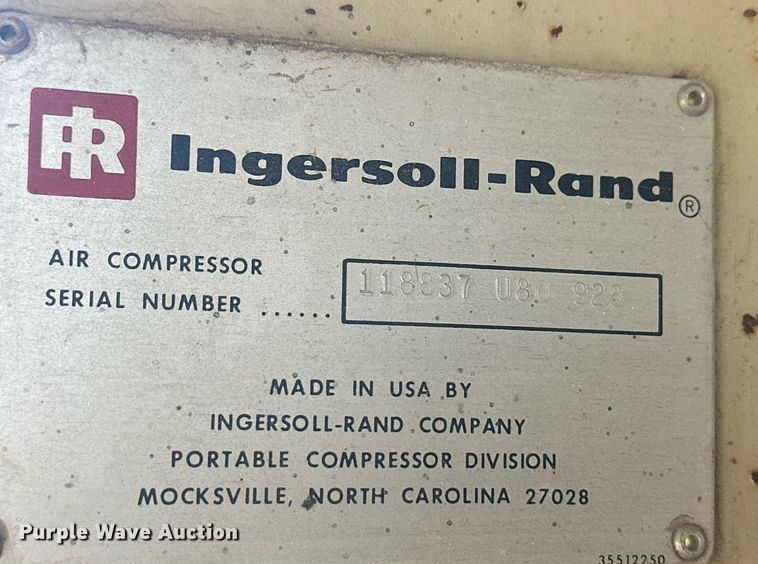 IR Ingersoll-Rand®
AIR COMPRESSOR
SERIAL NUMBER ...... 118837 U80 928
MADE IN USA BY
INGERSOLL-RAND COMPANY
PORTABLE COMPRESSOR DIVISION
MOCKSVILLE, NORTH CAROLINA 27028
Purple Wave Auction
35512250